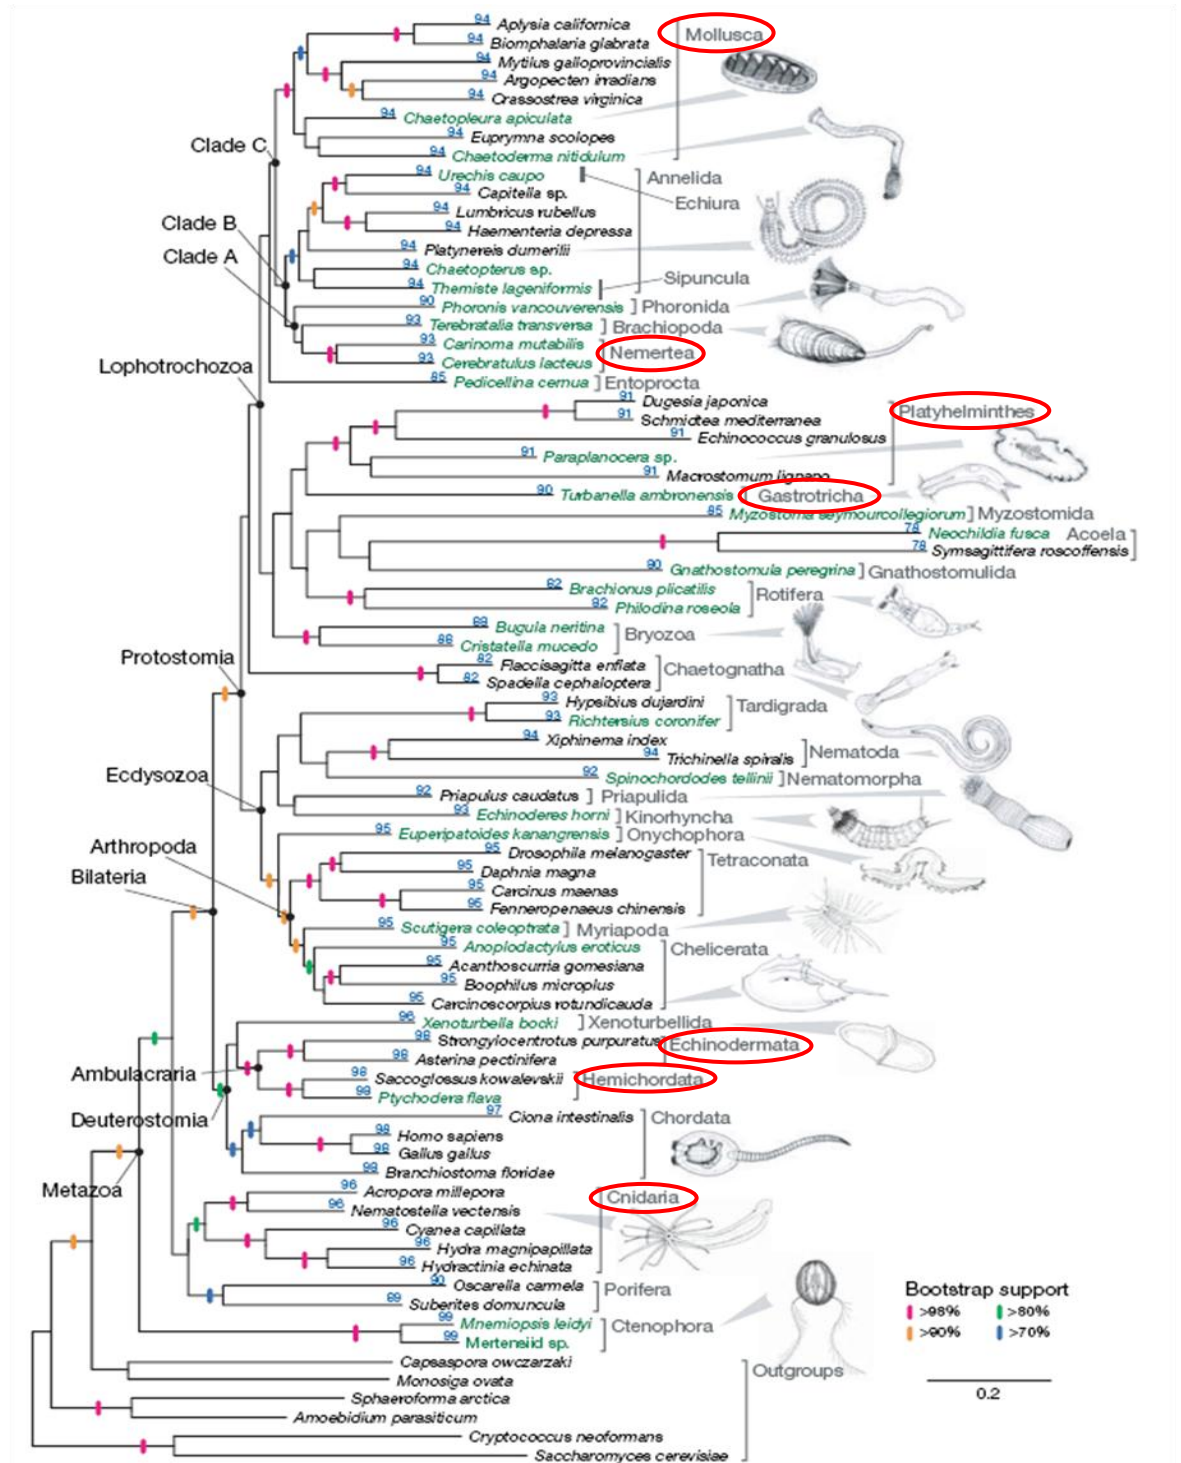 94 Aplysia californica
94 Biomphalaria glabrata
Mollusca
94 Mytilus galloprovincialis
94 Argopecten irradians
94 Crassostrea virginica
94 Chaetopleura apiculata
94 Euprymna scolopes
Clade C
94 Chaetoderma nitidulum
94 Urechis caupo
Annelida
94 Capitella sp.
Echiura
94 Lumbricus rubellus
Clade B
94 Haementeria depressa
94 Platynereis dumerilii
Clade A
94 Chaetopterus sp.
Sipuncula
94 Themiste lageniformis
90 Phoronis vancouverensis Phoronida
93 Terebratalia transversa Brachiopoda
93 Carinoma mutabilis
Nemertea
93 Cerebratulus lacteus
Lophotrochozoa
85 Pedicellina cernua Entoprocta
91 Dugesia japonica
Platyhelminthes
91 Schmidtea mediterranea
91 Echinococcus granulosus
91 Paraplanocera sp.
91 Macrostomum lignano
90 Turbanella ambronensis Gastrotricha
85 Myzostoma seymourcollegiorum Myzostomida
78 Neochildia fusca Acoela
78 Symsagittifera roscoffensis
80 Gnathostomula peregrina Gnathostomulida
82 Brachionus plicatilis
Rotifera
82 Philodina roseola
88 Bugula neritina
Bryozoa
88 Cristatella mucedo
Protostomia
82 Flaccisagitta enflata
Chaetognatha
82 Spadella cephaloptera
93 Hypsibius dujardini
Tardigrada
93 Richtersius coronifer
94 Xiphinema index
Nematoda
94 Trichinella spiralis
Ecdysozoa
92 Spinochordodes tellinii Nematomorpha
92 Priapulus caudatus Priapulida
93 Echinoderes horni Kinorhyncha
95 Euperipatoides kanangrensis Onychophora
Arthropoda
95 Drosophila melanogaster
Tetraconata
95 Daphnia magna
Bilateria
95 Carcinus maenas
95 Fenneropenaeus chinensis
95 Scutigera coleoptrata Myriapoda
95 Anoplodactylus eroticus
Chelicerata
95 Acanthoscurria gomesiana
95 Boophilus microplus
95 Carcinoscorpius rotundicauda
96 Xenoturbella bocki Xenoturbellida
98 Strongylocentrotus purpuratus
Echinodermata
98 Asterina pectinifera
Ambulacraria
98 Saccoglossus kowalevskii
Hemichordata
98 Ptychodera flava
Deuterostomia
97 Ciona intestinalis
Chordata
98 Homo sapiens
98 Gallus gallus
98 Branchiostoma floridae
Metazoa
96 Acropora millepora
Cnidaria
96 Nematostella vectensis
96 Cyanea capillata
96 Hydra magnipapillata
96 Hydractinia echinata
90 Oscarella carmela
Porifera
89 Suberites domuncula
99 Mnemiopsis leidyi
Ctenophora
99 Mertensiid sp.
Bootstrap support
>98% >80%
>90% >70%
0.2
Capsaspora owczarzaki
Outgroups
Monosiga ovata
Sphaeroforma arctica
Amoebidium parasiticum
Cryptococcus neoformans
Saccharomyces cerevisiae